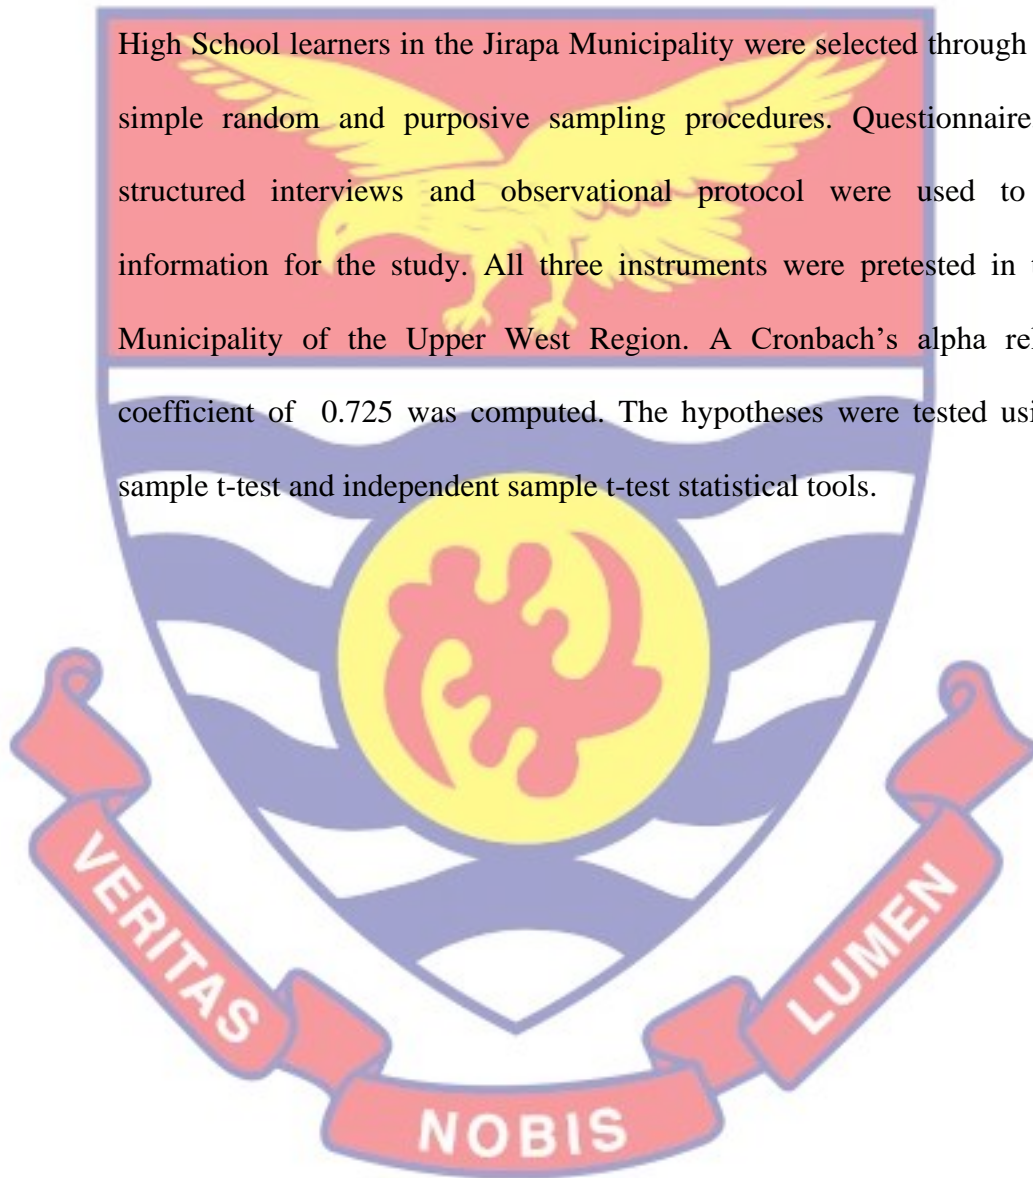 High School learners in the Jirapa Municipality were selected through
simple random and purposive sampling procedures. Questionnaire
structured interviews and observational protocol were used to
information for the study. All three instruments were pretested in
Municipality of the Upper West Region. A Cronbach’s alpha
coefficient of 0.725 was computed. The hypotheses were tested
sample t-test and independent sample t-test statistical tools.
VERITAS
NOBIS
LUMEN